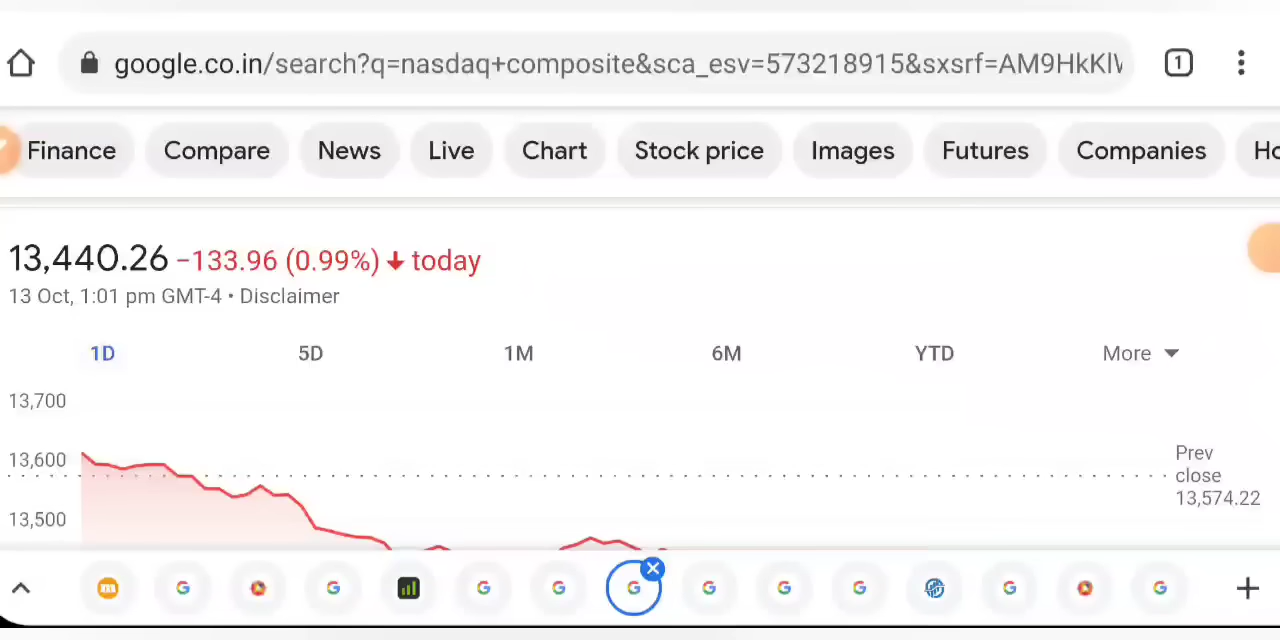 google.co.in/search?q=nasdaq+composite&sca_esv=573218915&sxsrf=AM9HkKl
1
Finance Compare News Live Chart Stock price Images Futures Companies Ho
13,440.26 −133.96 (0.99%) today
13 Oct, 1:01 pm GMT-4 • Disclaimer
1D 5D 1M 6M YTD More
13,700
13,600
13,500
Prev
close
13,574.22